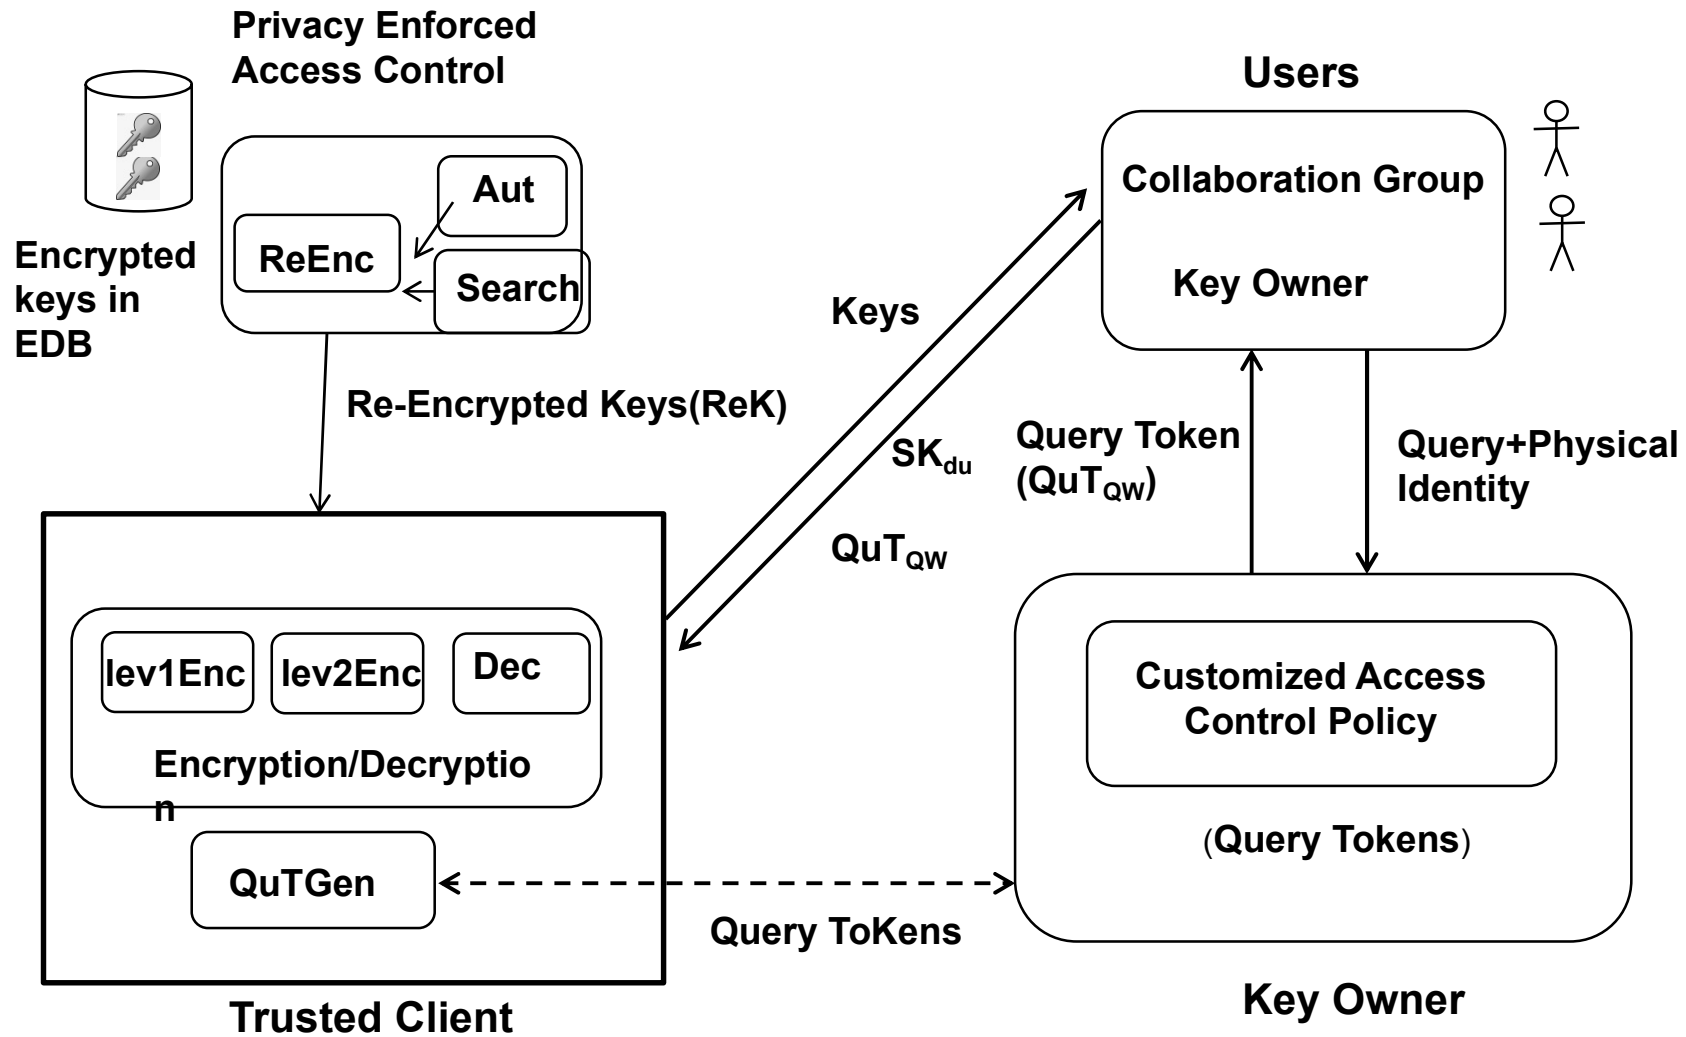 Privacy Enforced
Access Control
Users
Aut
ReEnc
Search
Encrypted
keys in
EDB
Collaboration Group
Key Owner
Keys
Re-Encrypted Keys(ReK)
SKdu
QuTQW
Query Token
(QuTQW)
Query+Physical
Identity
lev1Enc
lev2Enc
Dec
Encryption/Decryptio
n
QuTGen
Customized Access
Control Policy
(Query Tokens)
Query ToKens
Trusted Client
Key Owner